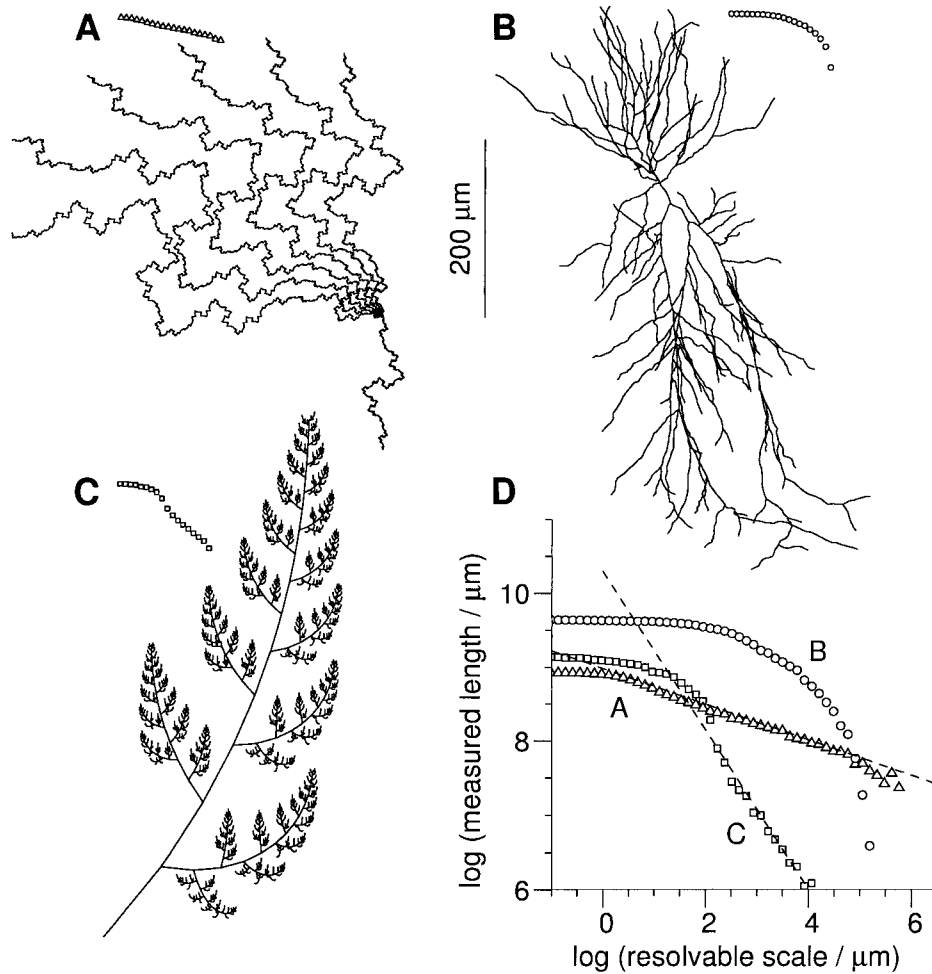 A
B
200 µm
C
D
log (measured length / µm)
10
8
6
B
A
C
0
2
4
6
log (resolvable scale / µm)